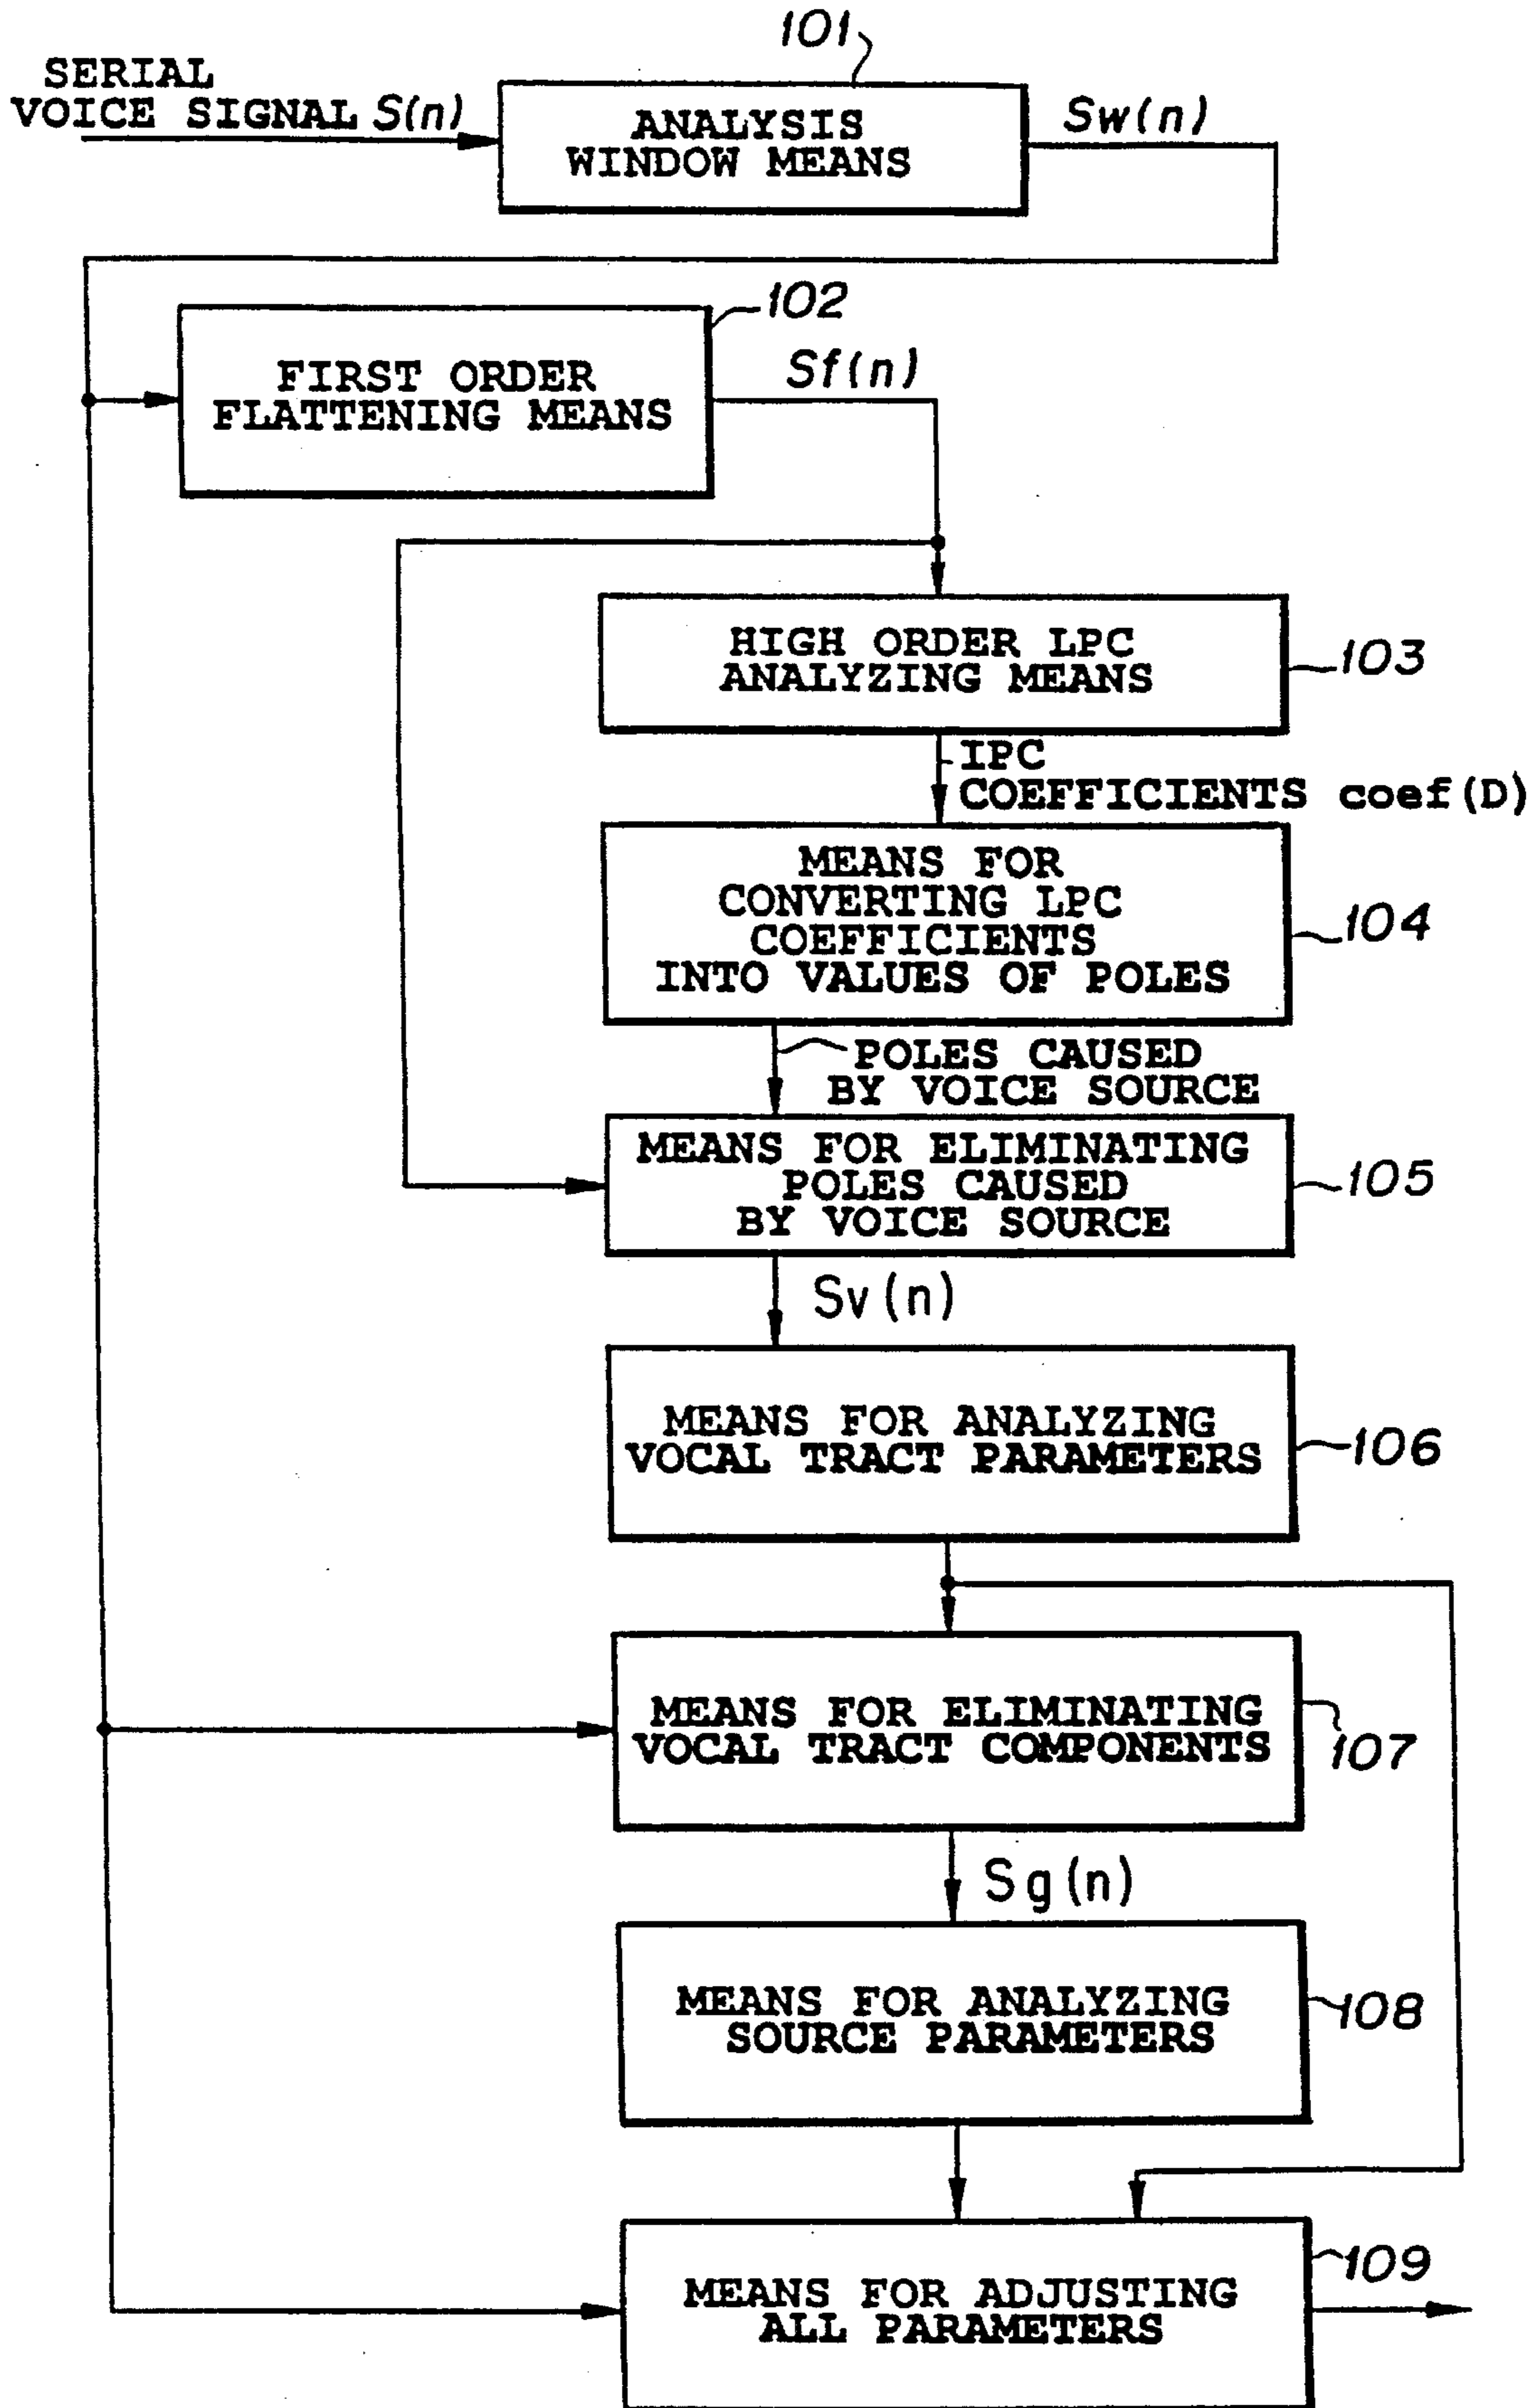 101
SERIAL
VOICE SIGNAL S(n)
ANALYSIS
WINDOW MEANS
Sw(n)
102
FIRST ORDER
FLATTENING MEANS
Sf(n)
HIGH ORDER LPC
ANALYZING MEANS
103
IPC
COEFFICIENTS coef(D)
MEANS FOR
CONVERTING LPC
COEFFICIENTS
INTO VALUES OF POLES
104
POLES CAUSED
BY VOICE SOURCE
MEANS FOR ELIMINATING
POLES CAUSED
BY VOICE SOURCE
105
Sv(n)
MEANS FOR ANALYZING
VOCAL TRACT PARAMETERS
106
MEANS FOR ELIMINATING
VOCAL TRACT COMPONENTS
107
Sg(n)
MEANS FOR ANALYZING
SOURCE PARAMETERS
108
MEANS FOR ADJUSTING
ALL PARAMETERS
109